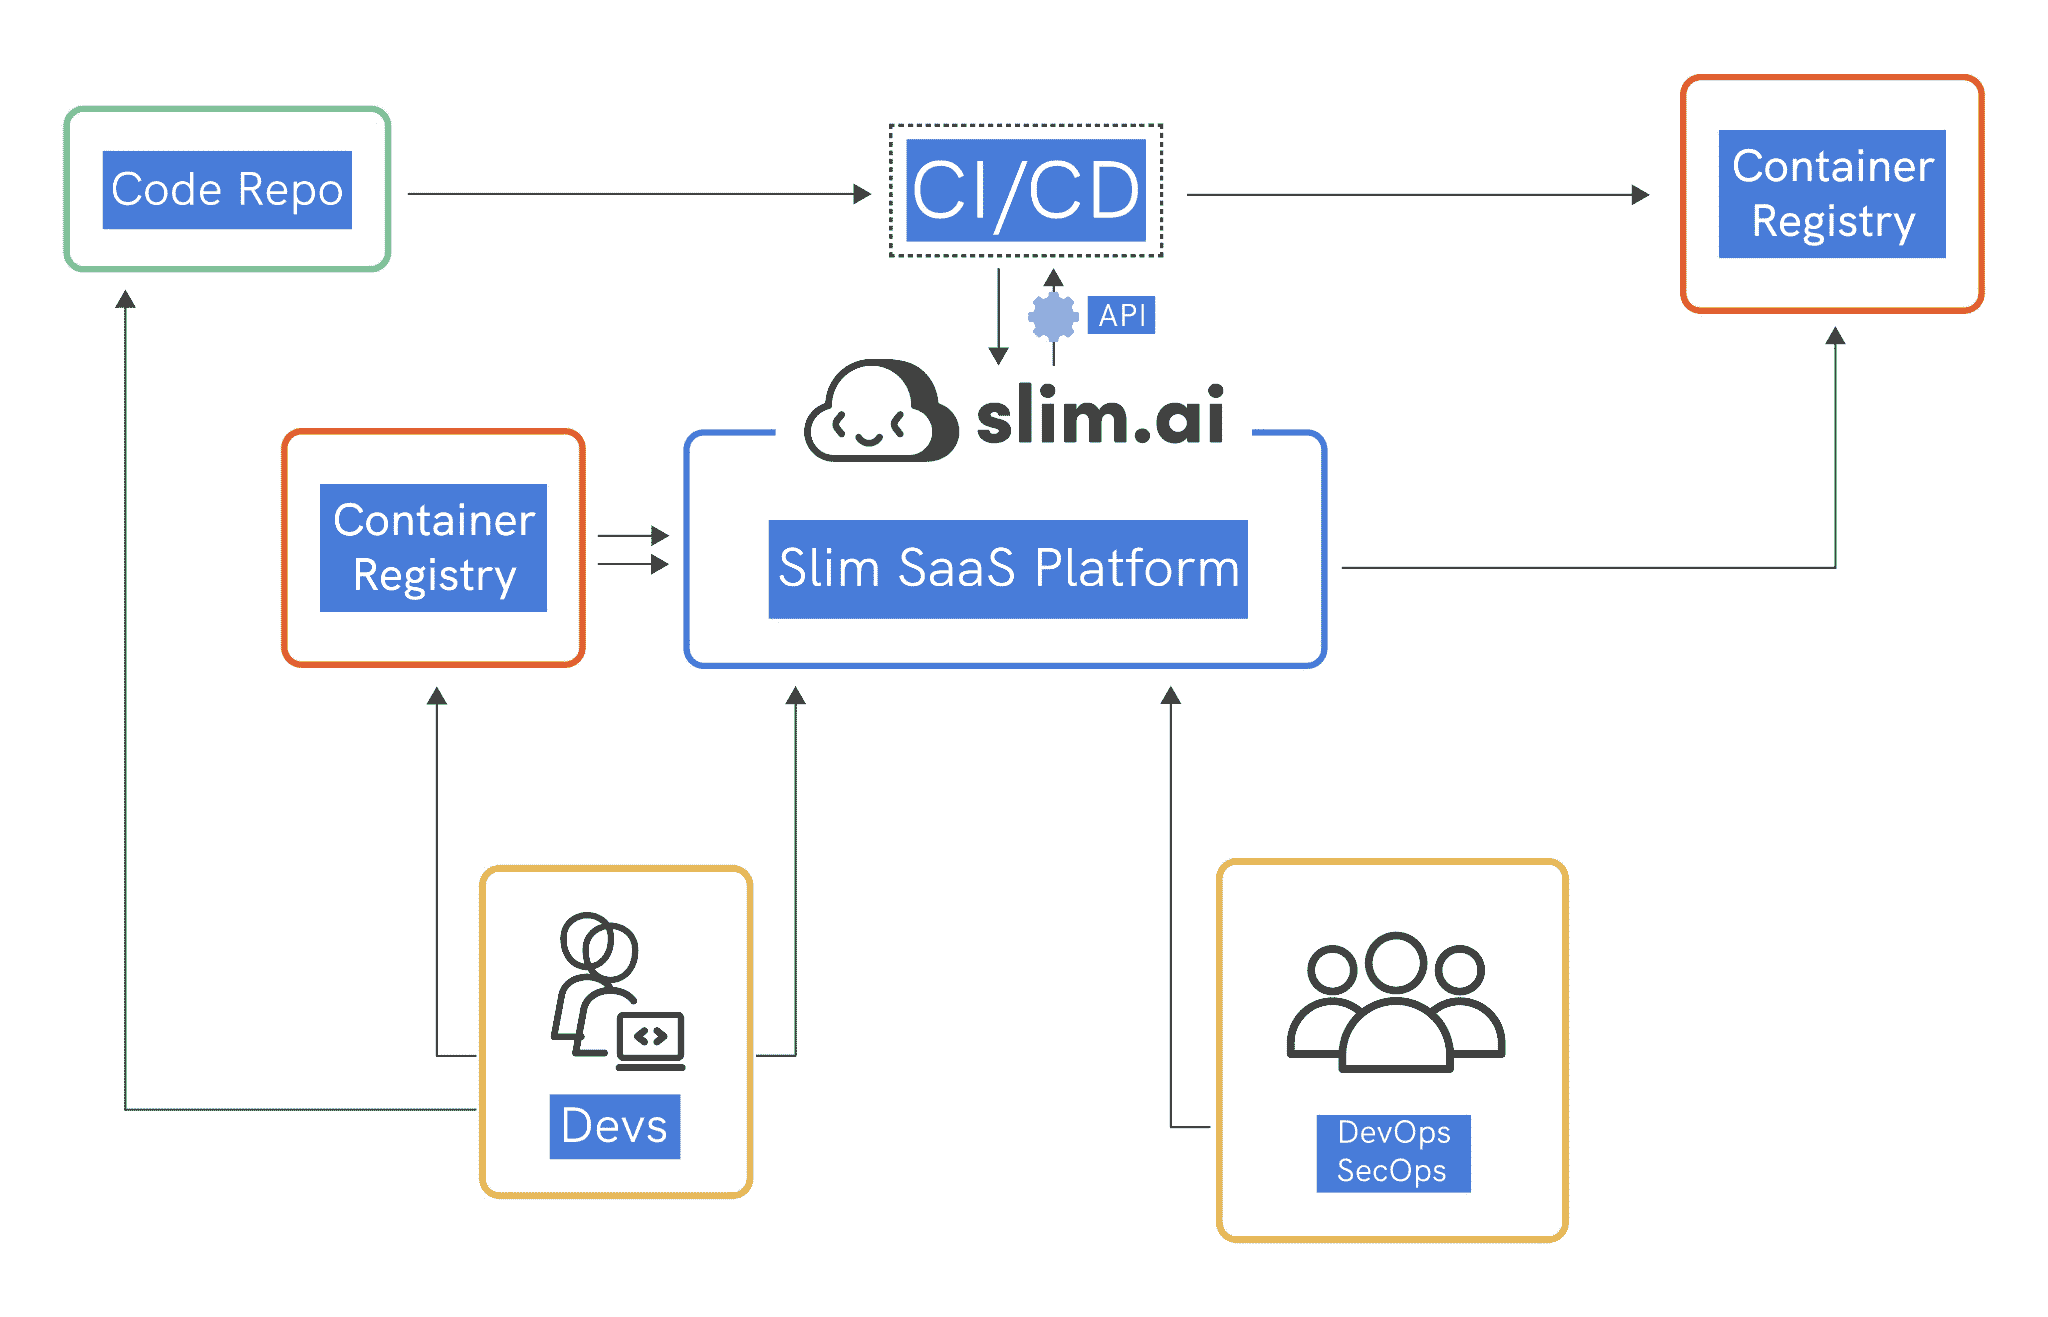 Code Repo
CI/CD
Container
Registry
API
slim.ai
Container
Registry
Slim SaaS Platform
Devs
DevOps
SecOps